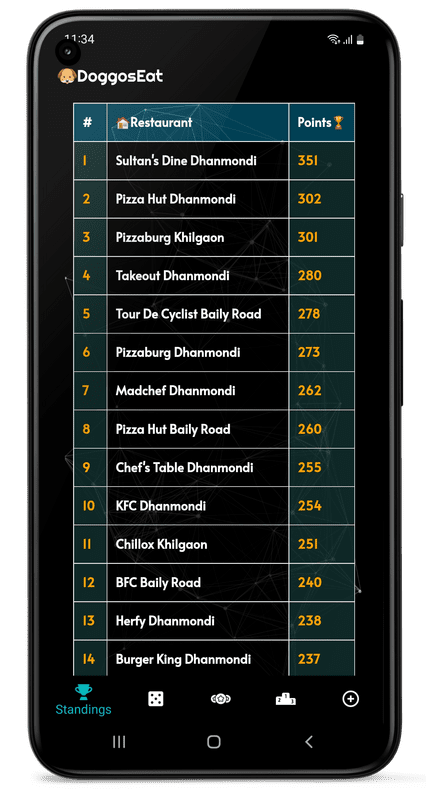 11:34
DoggosEat
# Restaurant Points
1 Sultan's Dine Dhanmondi 351
2 Pizza Hut Dhanmondi 302
3 Pizzaburg Khilgaon 301
4 Takeout Dhanmondi 280
5 Tour De Cyclist Baily Road 278
6 Pizzaburg Dhanmondi 273
7 Madchef Dhanmondi 262
8 Pizza Hut Baily Road 260
9 Chef's Table Dhanmondi 255
10 KFC Dhanmondi 254
11 Chillox Khilgaon 251
12 BFC Baily Road 240
13 Herfy Dhanmondi 238
14 Burger King Dhanmondi 237
2 1 3
Standings